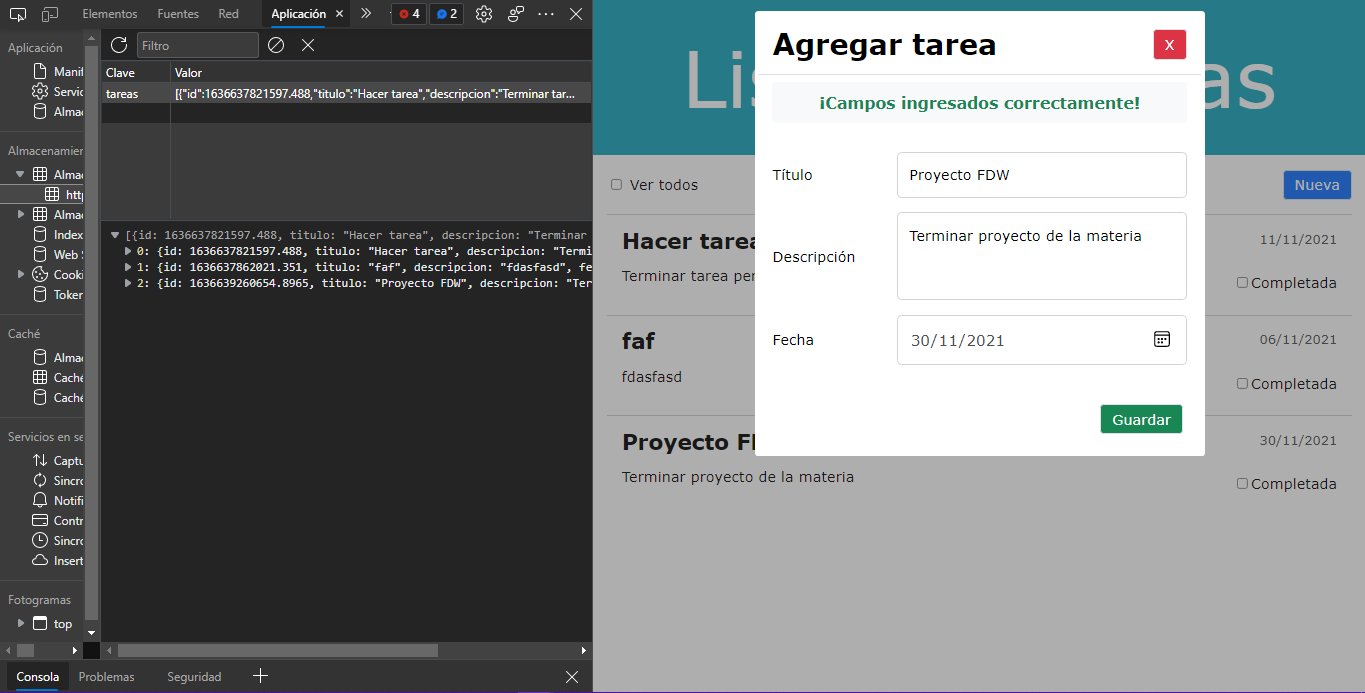 Elementos Fuentes Red Aplicación 4 2
Aplicación
Manif
Servic
Almac
Almacenamier
Almac
http
Almac
Index
Web S
Cooki
Token
Caché
Almac
Caché
Caché
Servicios en se
Captu
Sincro
Notifi
Contr
Sincro
Insert
Fotogramas
top
Filtro
Clave Valor
tareas [{"id":1636637821597.488,"titulo":"Hacer tarea","descripcion":"Terminar tar...
[{id: 1636637821597.488, titulo: "Hacer tarea", descripcion: "Terminar
0: {id: 1636637821597.488, titulo: "Hacer tarea", descripcion: "Termi
1: {id: 1636637862021.351, titulo: "faf", descripcion: "fdasfasd", fe
2: {id: 1636639260654.8965, titulo: "Proyecto FDW", descripcion: "Ter
Consola Problemas Seguridad
Lis as
Ver todos Nueva
Hacer tarea 11/11/2021
Terminar tarea per
Completada
faf 06/11/2021
fdasfasd
Completada
Proyecto FD 30/11/2021
Terminar proyecto de la materia
Completada
Agregar tarea X
¡Campos ingresados correctamente!
Título Proyecto FDW
Descripción Terminar proyecto de la materia
Fecha 30/11/2021
Guardar